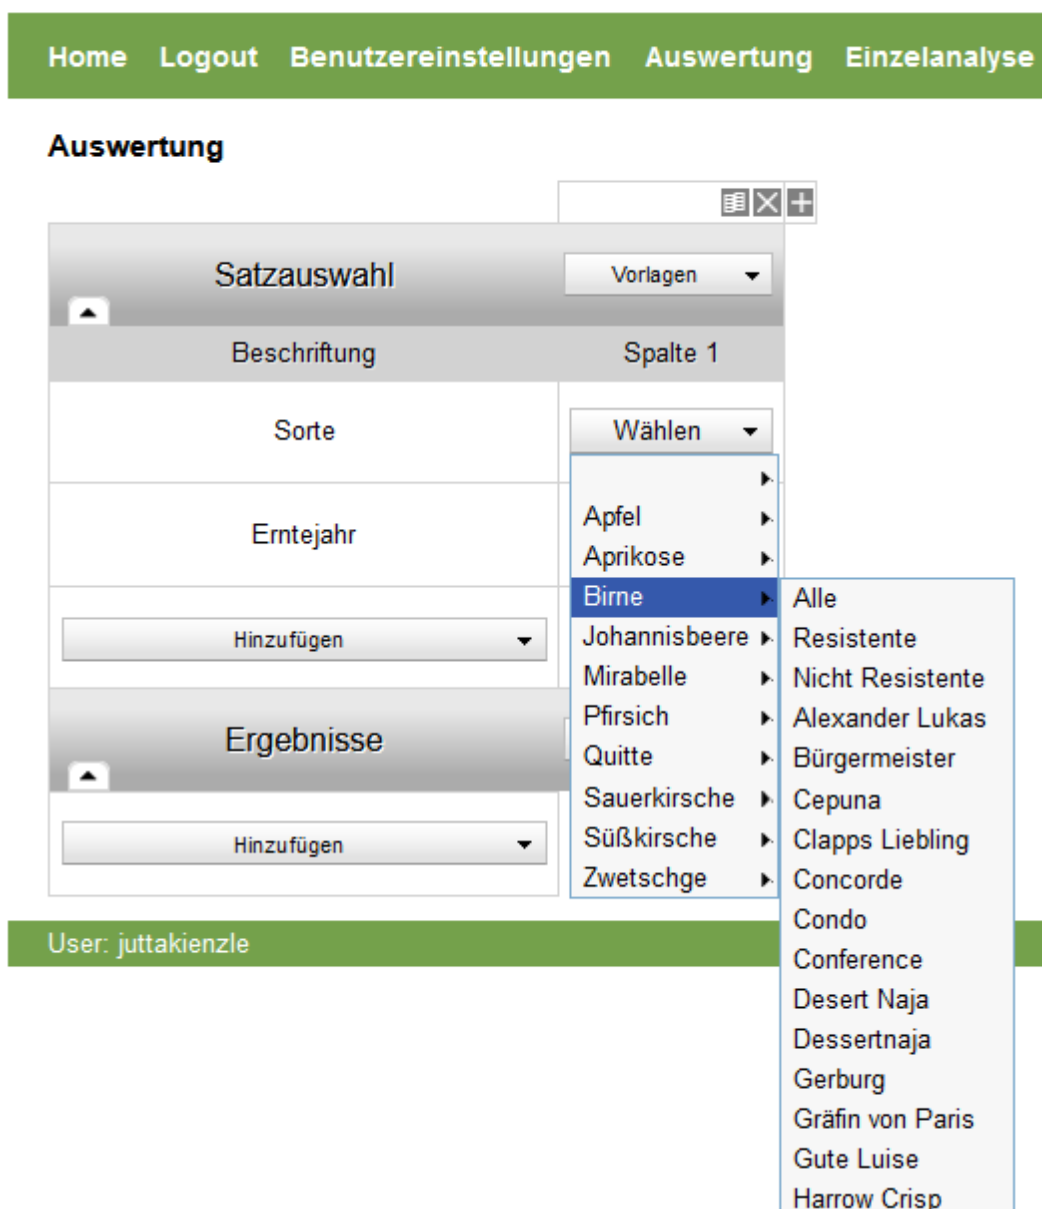 Home Logout Benutzereinstellungen Auswertung Einzelanalyse
Auswertung
Satzauswahl
Vorlagen
Beschriftung
Spalte 1
Sorte
Wählen
Erntejahr
Hinzufügen
Ergebnisse
Hinzufügen
Apfel
Aprikose
Birne
Johannisbeere
Mirabelle
Pfirsich
Quitte
Sauerkirsche
Süßkirsche
Zwetschge
Alle
Resistente
Nicht Resistente
Alexander Lukas
Bürgermeister
Cepuna
Clapps Liebling
Concorde
Condo
Conference
Desert Naja
Dessertnaja
Gerburg
Gräfin von Paris
Gute Luise
Harrow Crisp
User: juttakienzle